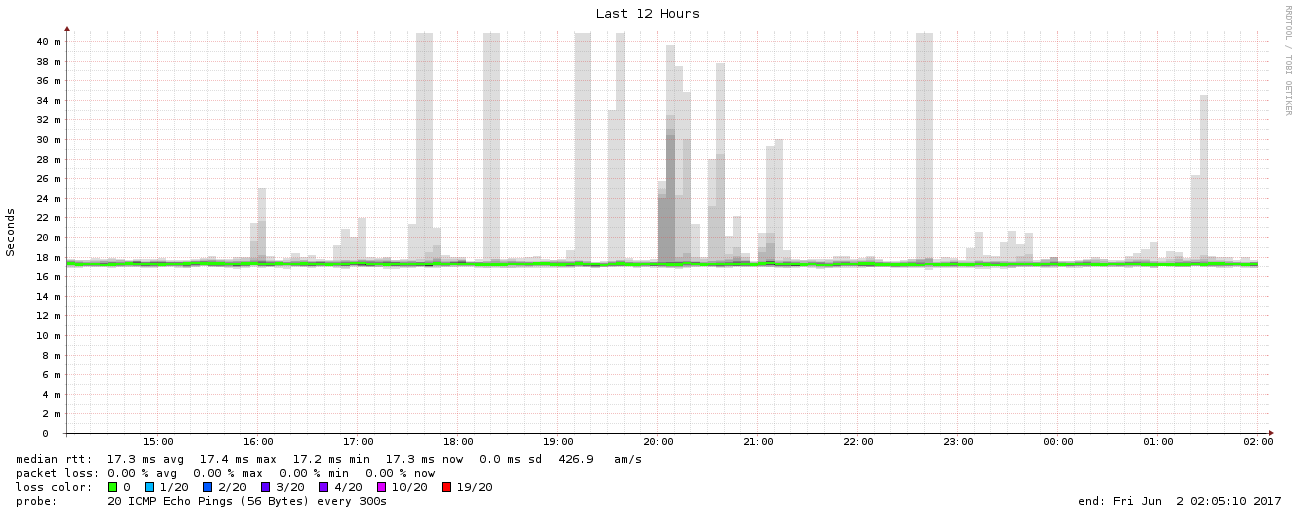 Last 12 Hours
RRDTOOL / TOBI OETIKER
Seconds
40 m
38 m
36 m
34 m
32 m
30 m
28 m
26 m
24 m
22 m
20 m
18 m
16 m
14 m
12 m
10 m
8 m
6 m
4 m
2 m
0
15:00 16:00 17:00 18:00 19:00 20:00 21:00 22:00 23:00 00:00 01:00 02:00
median rtt: 17.3 ms avg 17.4 ms max 17.2 ms min 17.3 ms now 0.0 ms sd 426.9 am/s
packet loss: 0.00 % avg 0.00 % max 0.00 % min 0.00 % now
loss color: 0 1/20 2/20 3/20 4/20 10/20 19/20
probe: 20 ICMP Echo Pings (56 Bytes) every 300s end: Fri Jun 2 02:05:10 2017